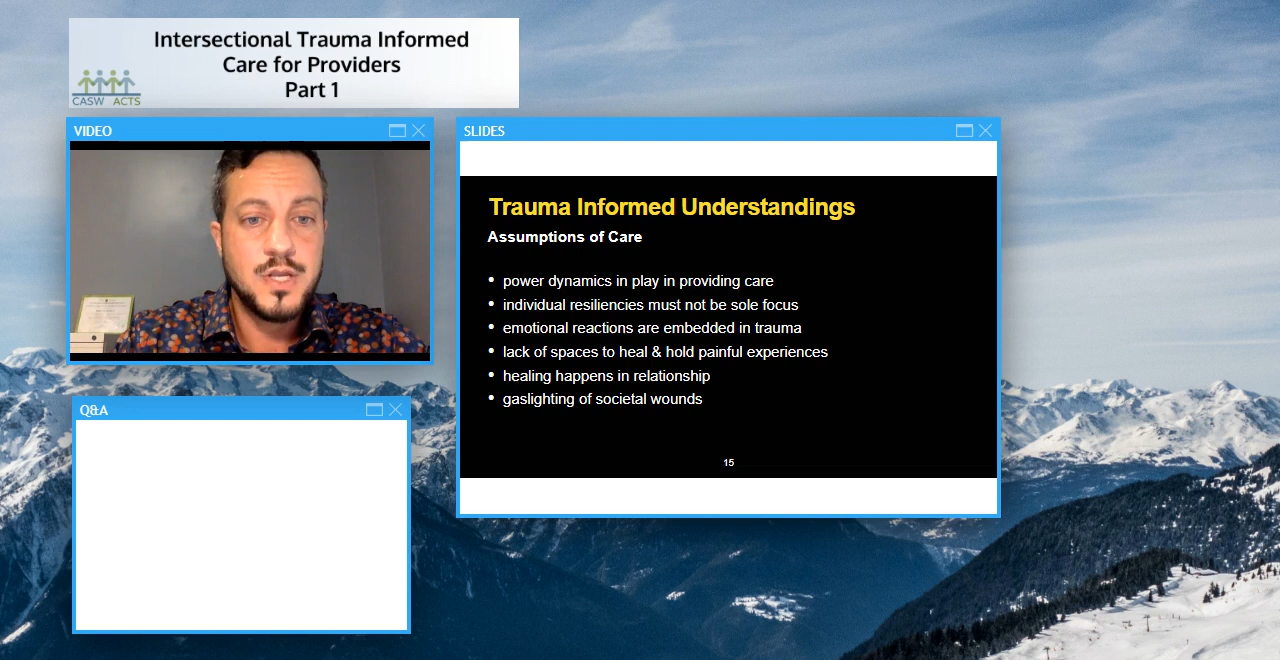 Intersectional Trauma Informed
Care for Providers
Part 1
CASW ACTS
VIDEO
SLIDES
Trauma Informed Understandings
Assumptions of Care
• power dynamics in play in providing care
• individual resiliencies must not be sole focus
• emotional reactions are embedded in trauma
• lack of spaces to heal & hold painful experiences
• healing happens in relationship
• gaslighting of societal wounds
15
Q&A